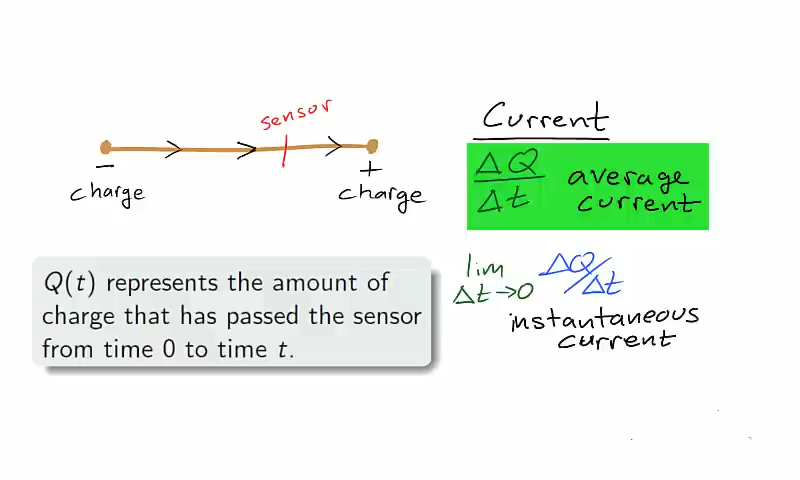 sensor
−
charge
+
charge
Current
ΔQ
Δt
average
current
lim
Δt→0
ΔQ/Δt
instantaneous
current
Q(t) represents the amount of
charge that has passed the sensor
from time 0 to time t.